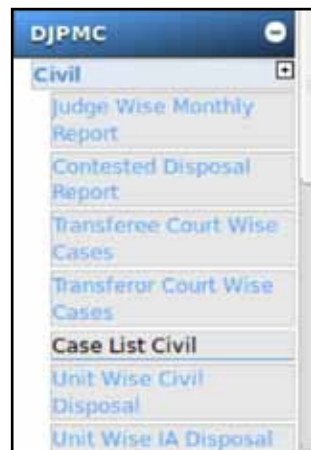 DJPMC
Civil
Judge Wise Monthly
Report
Contested Disposal
Report
Transferee Court Wise
Cases
Transferor Court Wise
Cases
Case List Civil
Unit Wise Civil
Disposal
Unit Wise IA Disposal